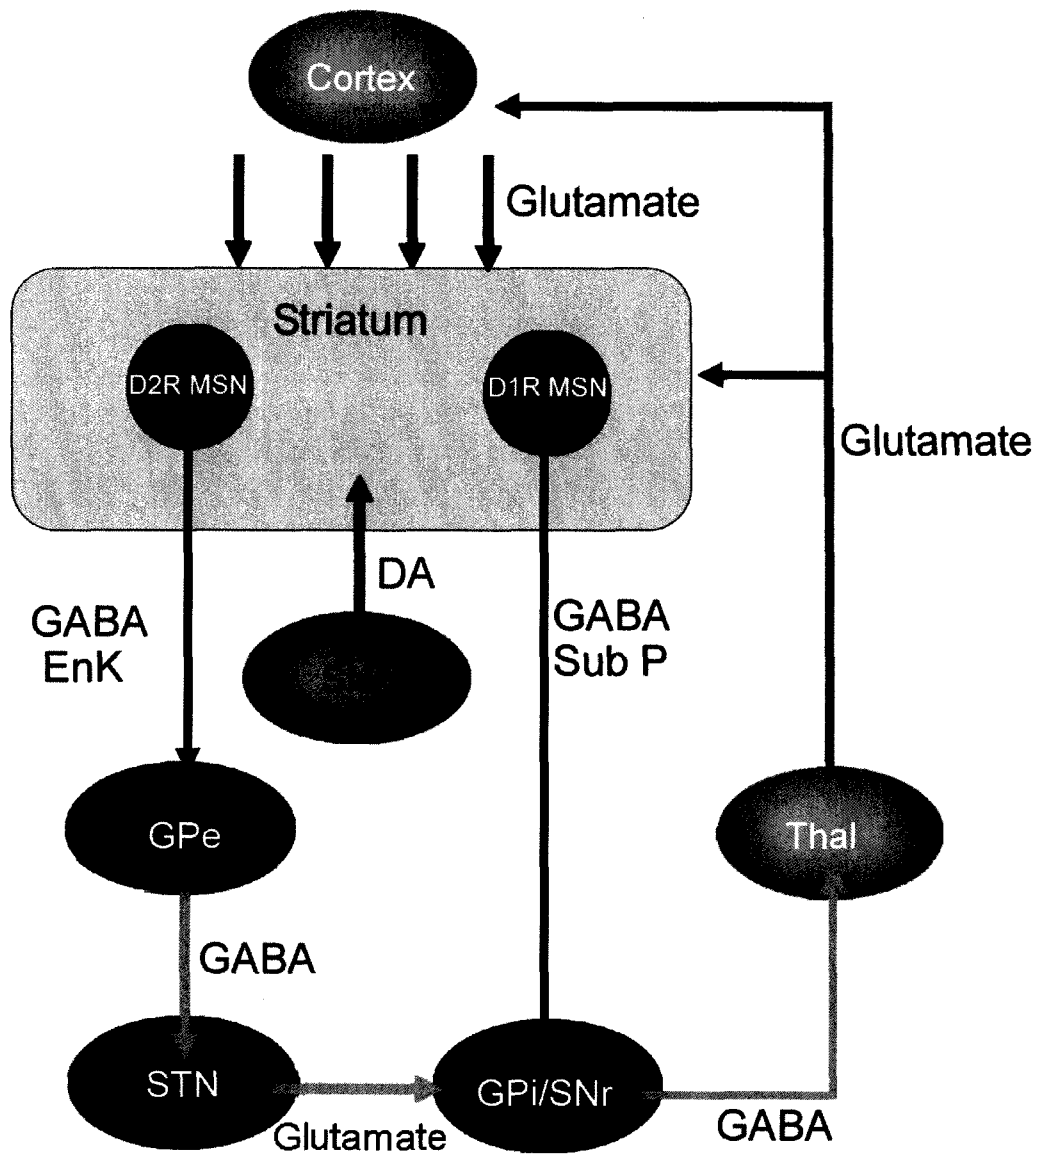 Cortex
Glutamate
Striatum
D2R MSN
D1R MSN
Glutamate
DA
GABA
EnK
GABA
Sub P
GPe
Thal
GABA
STN
GPi/SNr
Glutamate
GABA